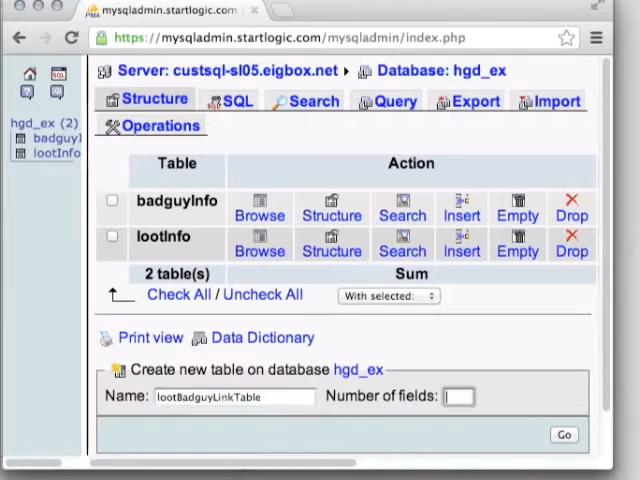 mysqladmin.startlogic.com
https://mysqladmin.startlogic.com/mysqladmin/index.php
SQL
hgd_ex (2)
badguyI
lootInfo
Server: custsql-sl05.eigbox.net Database: hgd_ex
Structure SQL Search Query Export Import
Operations
Table Action
badguyInfo Browse Structure Search Insert Empty Drop
lootInfo Browse Structure Search Insert Empty Drop
2 table(s) Sum
Check All / Uncheck All With selected:
Print view Data Dictionary
Create new table on database hgd_ex
Name: lootBadguyLinkTable Number of fields:
Go